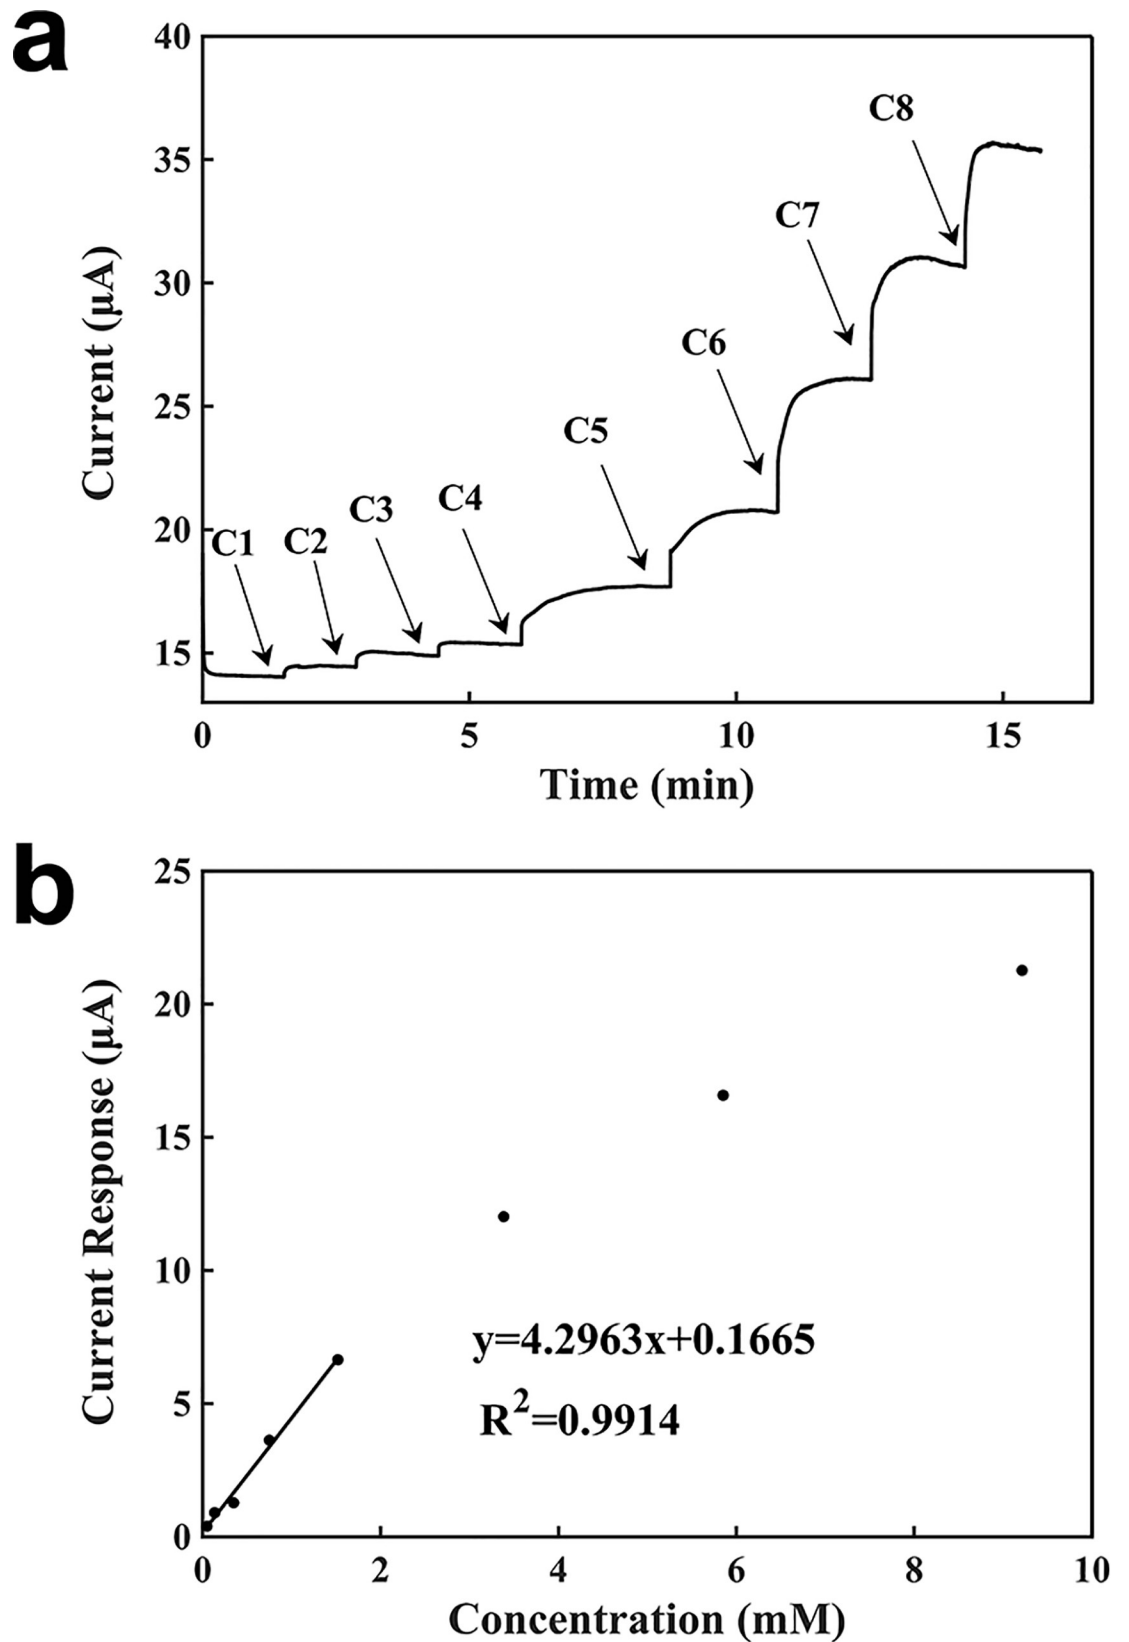 a
40
35
30
25
20
15
Current (μA)
C1
C2
C3
C4
C5
C6
C7
C8
0 5 10 15
Time (min)
b
25
20
15
10
5
0
Current Response (μA)
y=4.2963x+0.1665
R²=0.9914
0 2 4 6 8 10
Concentration (mM)